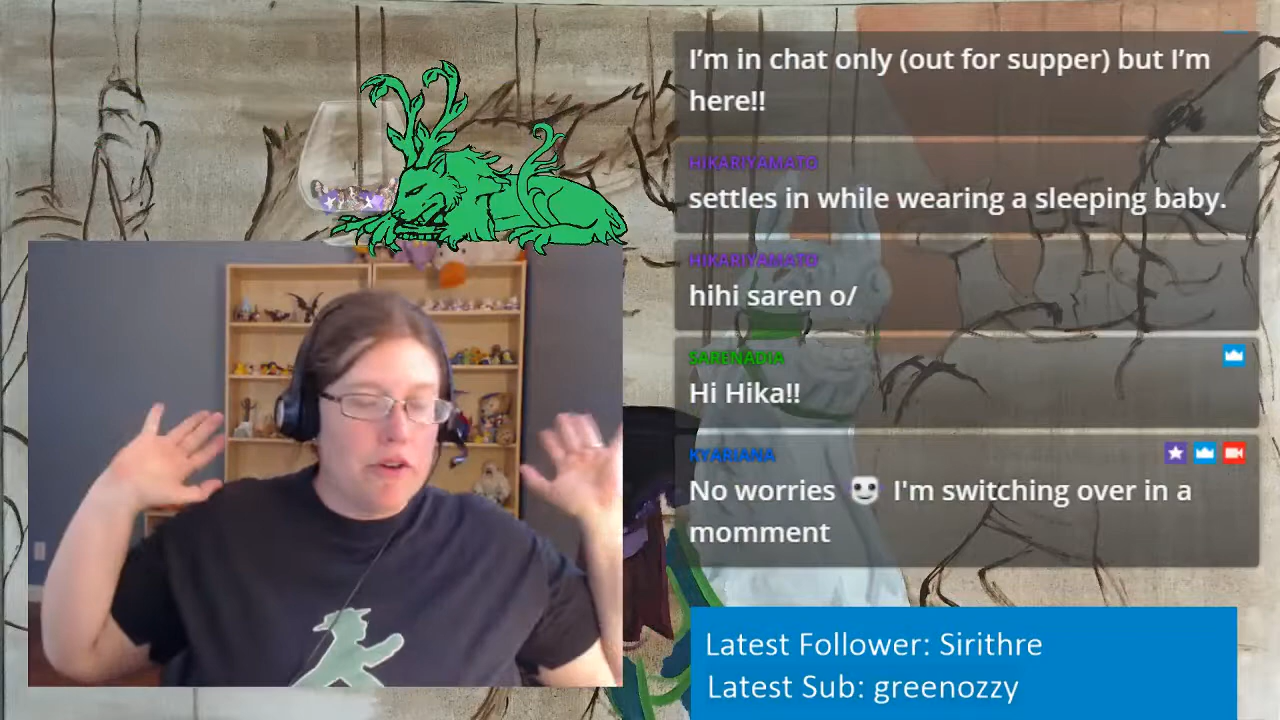 I’m in chat only (out for supper) but I’m
here!!
HIKARIYAMATO
settles in while wearing a sleeping baby.
HIKARIYAMATO
hihi saren o/
SARENADIA
Hi Hika!!
KYARIANA
No worries I'm switching over in a
momment
Latest Follower: Sirithre
Latest Sub: greenozzy